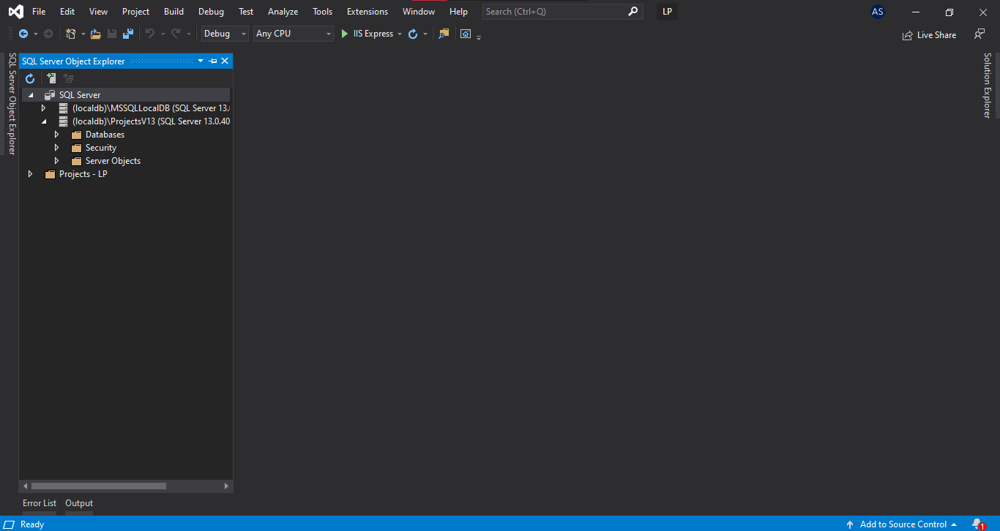 File Edit View Project Build Debug Test Analyze Tools Extensions Window Help Search (Ctrl+Q) LP AS
Debug Any CPU IIS Express Live Share
SQL Server Object Explorer
SQL Server Object Explorer
SQL Server
(localdb)\MSSQLLocalDB (SQL Server 13.
(localdb)\ProjectsV13 (SQL Server 13.0.40
Databases
Security
Server Objects
Projects - LP
Solution Explorer
Error List Output
Ready Add to Source Control 1